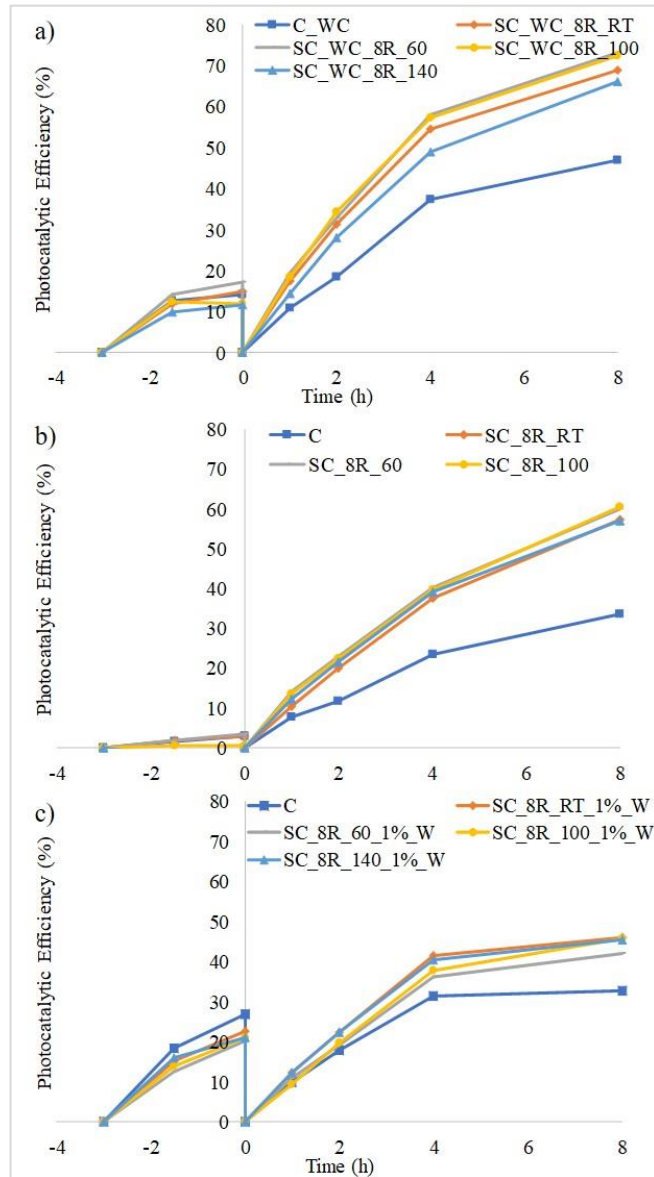 a)
C_WC SC_WC_8R_RT
SC_WC_8R_60 SC_WC_8R_100
SC_WC_8R_140
Photocatalytic Efficiency (%)
80
70
60
50
40
30
20
10
0
-4 -2 0 2 4 6 8
Time (h)
b)
C SC_8R_RT
SC_8R_60 SC_8R_100
Photocatalytic Efficiency (%)
80
70
60
50
40
30
20
10
0
-4 -2 0 2 4 6 8
c)
C SC_8R_RT_1%_W
SC_8R_60_1%_W SC_8R_100_1%_W
SC_8R_140_1%_W
Photocatalytic Efficiency (%)
80
70
60
50
40
30
20
10
0
-4 -2 0 2 4 6 8
Time (h)